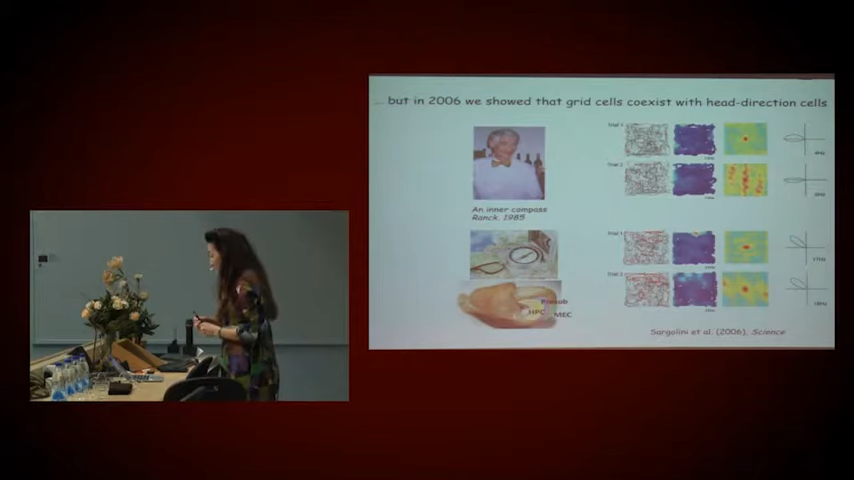 ... but in 2006 we showed that grid cells coexist with head-direction cells
Trial 1
Trial 2
An inner compass
Ranck, 1985
Trial 1
Presub
HPC
MEC
Trial 2
Sargolini et al. (2006), Science